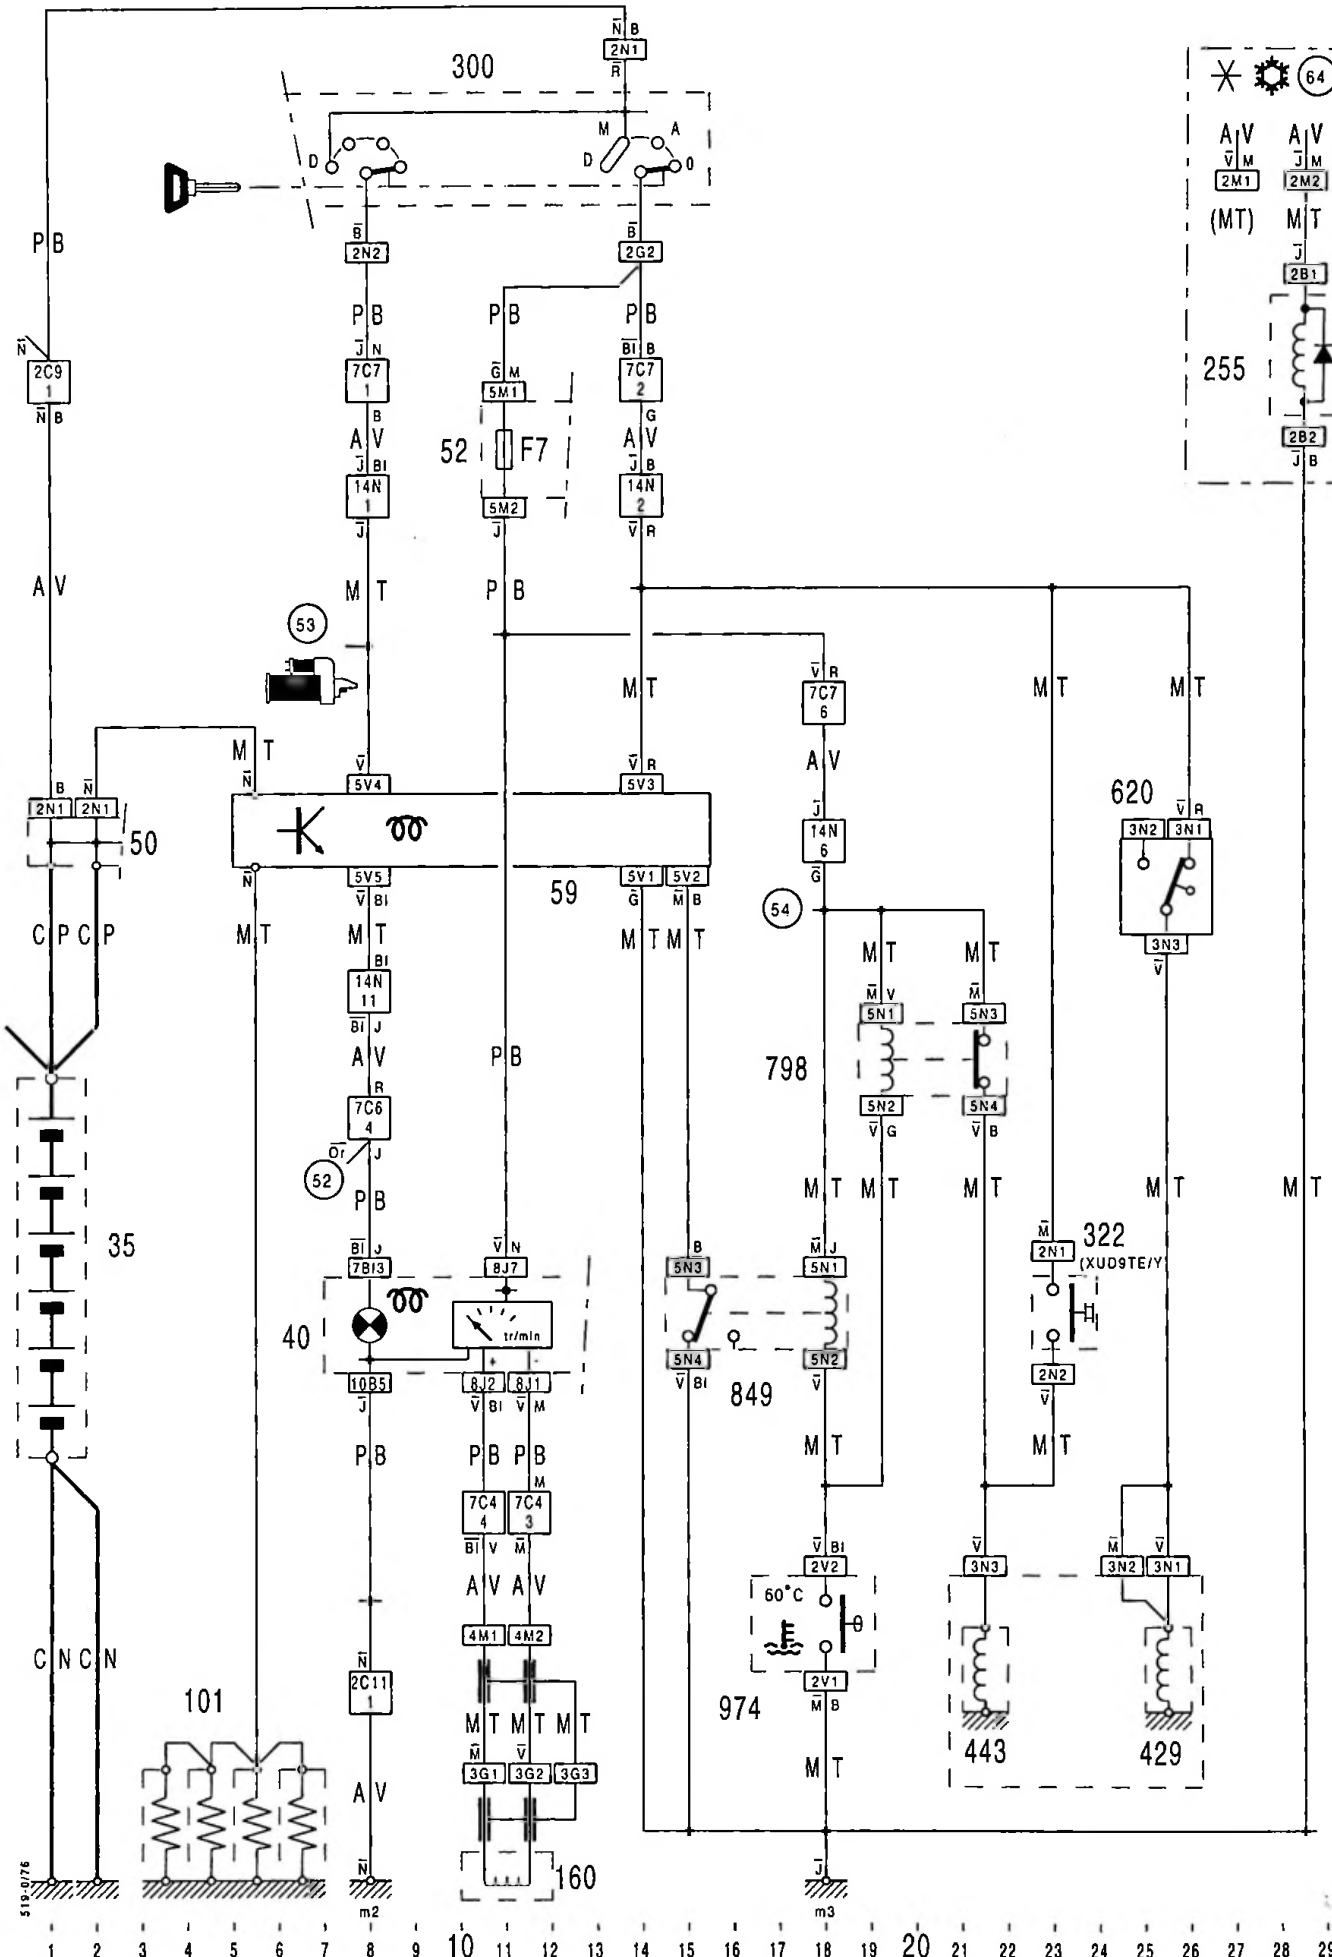 N B
2N1
R
300
64
M A
D D 0
A V A V
V M J M
2M1 2M2
(MT) M T
P B
B B
2N2 2G2
J
2B1
P B P B P B
N
2C9
1
N B
J N
7C7
1
B
G M
5M1
BI B
7C7
2
G
255
A V
52 F7
A V
2B2
J B
J BI
14N
1
J
5M2
J
J B
14N
2
V R
A V M T P B
53
M T
V R
7C7
6
M T M T
M T
N
A V
V
5V4
V R
5V3
B N
2N1 2N1
50
J
14N
6
G
620
V R
3N2 3N1
N
5V5
V BI
59
5V1 5V2
G M B
54
C P C P
M T M T M T M T
M T M T
3N3
V
BI
14N
11
BI J
M V M
5N1 5N3
A V
P B
798
R
7C6
4
Or J
52
5N2 5N4
V G V B
P B
M T M T M T M T M T
35
BI J
7BI3
V N
8J7
B
5N3
M J
5N1
M
2N1
322
(XUD9TE/Y
40
tr/mln
+ -
10B5
J
8J2 8J1
V BI V M
5N4
V BI
849
5N2
V
2N2
V
P B P B P B
M T
M T
M
7C4
4
7C4
3
BI V M
A V A V
V BI
2V2
V
3N3
M V
3N2 3N1
60°C
4M1 4M2
C N C N
N
2C11
1
974
2V1
M B
101
M T M T M T
443 429
M V
3G1 3G2 3G3
M T
A V
519-0/76
N
m2
160
J
m3
1 2 3 4 5 6 7 8 9 10 11 12 13 14 15 16 17 18 19 20 21 22 23 24 25 26 27 28 29